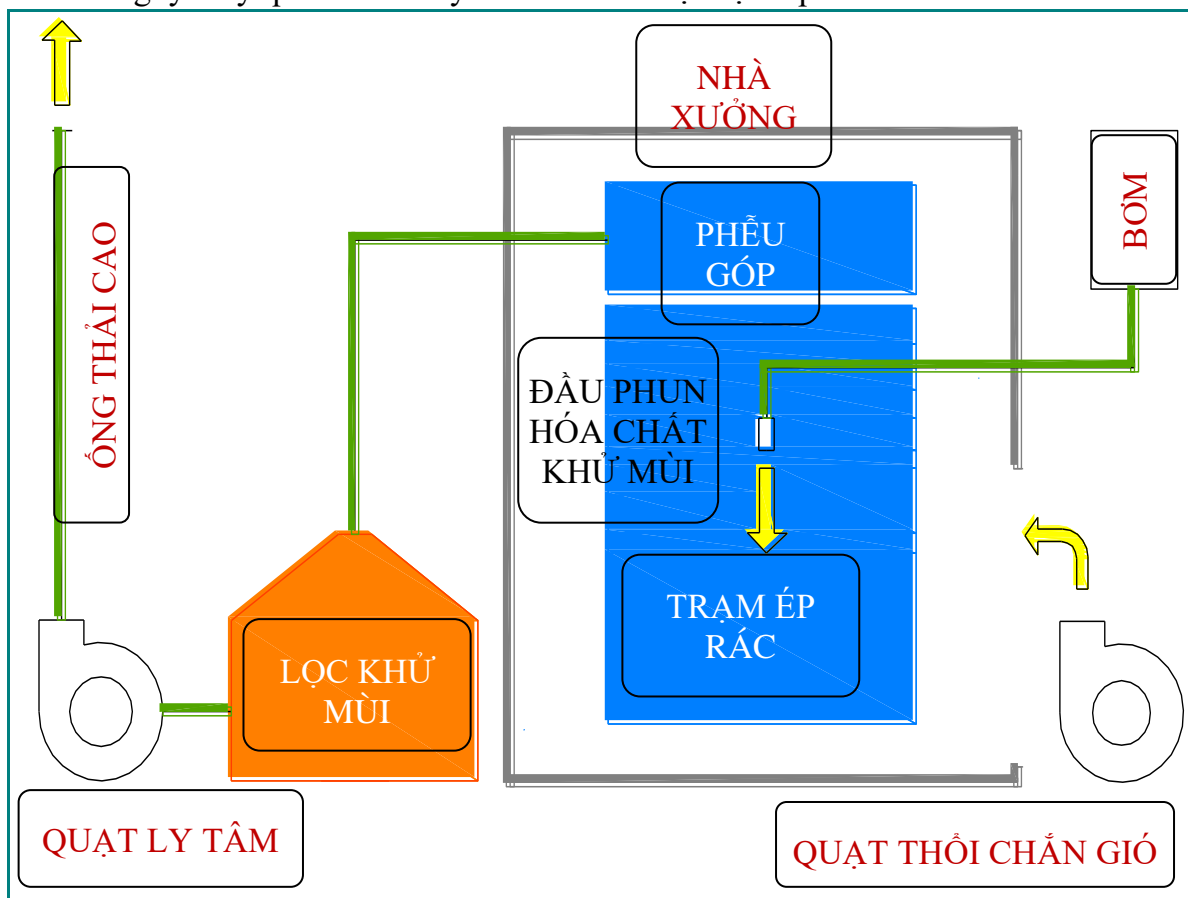 NHÀ
XƯỞNG
PHỄU
GÓP
BƠM
ỐNG THẢI CAO
ĐẦU PHUN
HÓA CHẤT
KHỬ MÙI
TRẠM ÉP
RÁC
LỌC KHỬ
MÙI
QUẠT LY TÂM
QUẠT THỔI CHẮN GIÓ